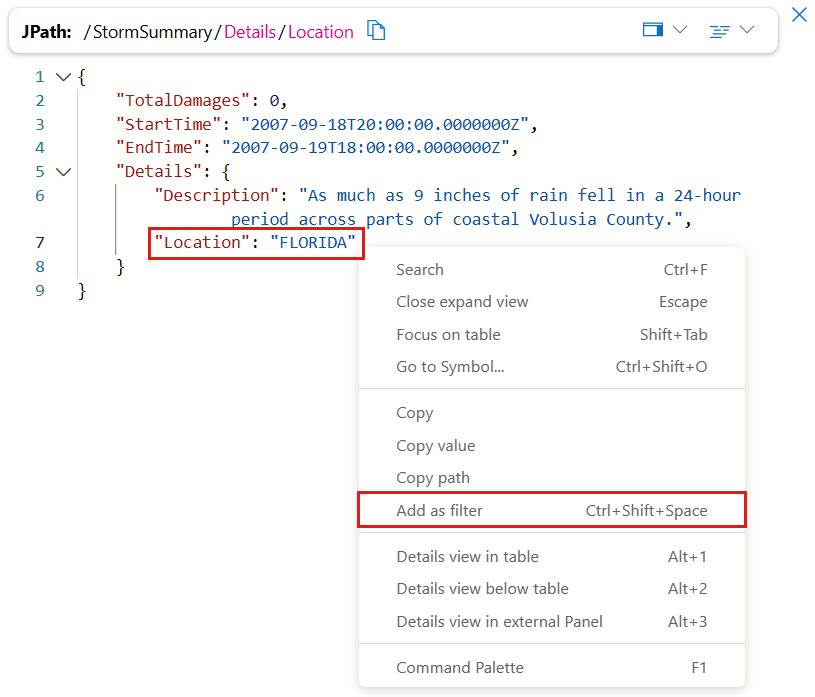 JPath: /StormSummary/Details/Location
1 {
2 "TotalDamages": 0,
3 "StartTime": "2007-09-18T20:00:00.0000000Z",
4 "EndTime": "2007-09-19T18:00:00.0000000Z",
5 "Details": {
6 "Description": "As much as 9 inches of rain fell in a 24-hour
period across parts of coastal Volusia County.",
7 "Location": "FLORIDA"
8 }
9 }
Search Ctrl+F
Close expand view Escape
Focus on table Shift+Tab
Go to Symbol... Ctrl+Shift+O
Copy
Copy value
Copy path
Add as filter Ctrl+Shift+Space
Details view in table Alt+1
Details view below table Alt+2
Details view in external Panel Alt+3
Command Palette F1